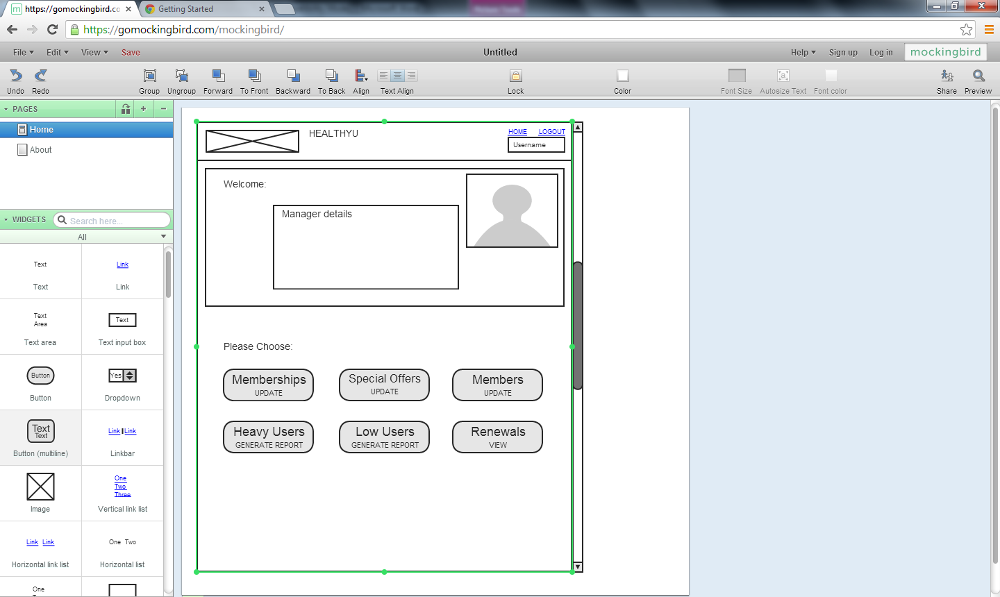 https://gomockingbird.co
Getting Started
https://gomockingbird.com/mockingbird/
File Edit View Save Untitled Help Sign up Log in mockingbird
Undo Redo Group Ungroup Forward To Front Backward To Back Align Text Align Lock Color Font Size Autosize Text Font color Share Preview
PAGES
Home
About
WIDGETS Search here...
All
Text Link
Text Link
Text
Area
Text
Text area Text input box
Button Yes
Button Dropdown
Text
Text
Link Link
Button (multiline) Linkbar
One
Two
Three
Image Vertical link list
Link Link One Two
Horizontal link list Horizontal list
One
HEALTHYU
HOME LOGOUT
Username
Welcome:
Manager details
Please Choose:
Memberships
UPDATE
Special Offers
UPDATE
Members
UPDATE
Heavy Users
GENERATE REPORT
Low Users
GENERATE REPORT
Renewals
VIEW